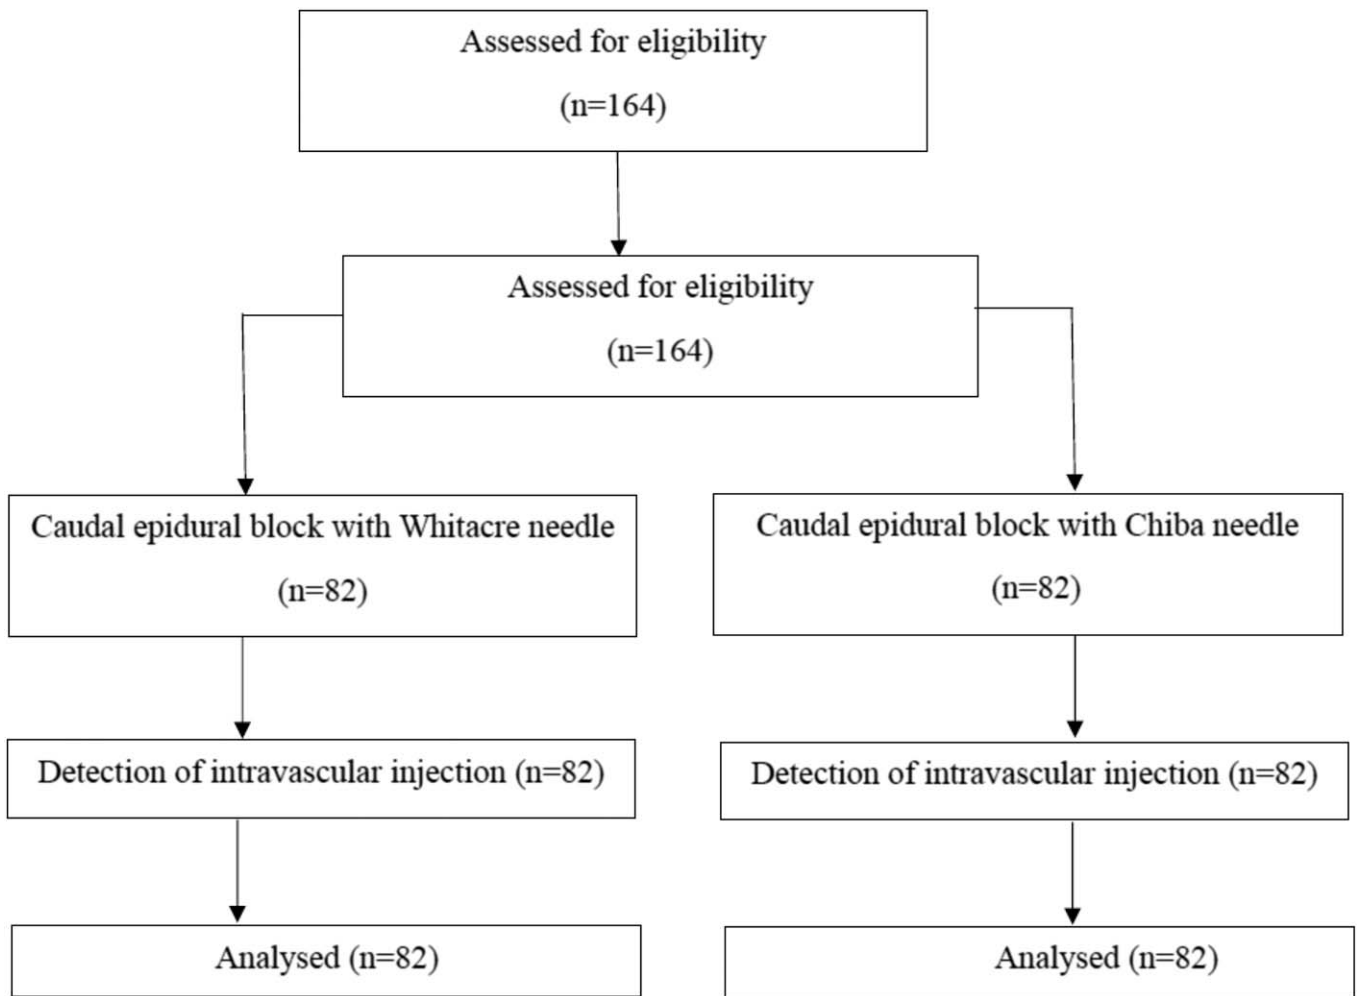 Assessed for eligibility
(n=164)
Assessed for eligibility
(n=164)
Caudal epidural block with Whitacre needle
(n=82)
Caudal epidural block with Chiba needle
(n=82)
Detection of intravascular injection (n=82)
Detection of intravascular injection (n=82)
Analysed (n=82)
Analysed (n=82)